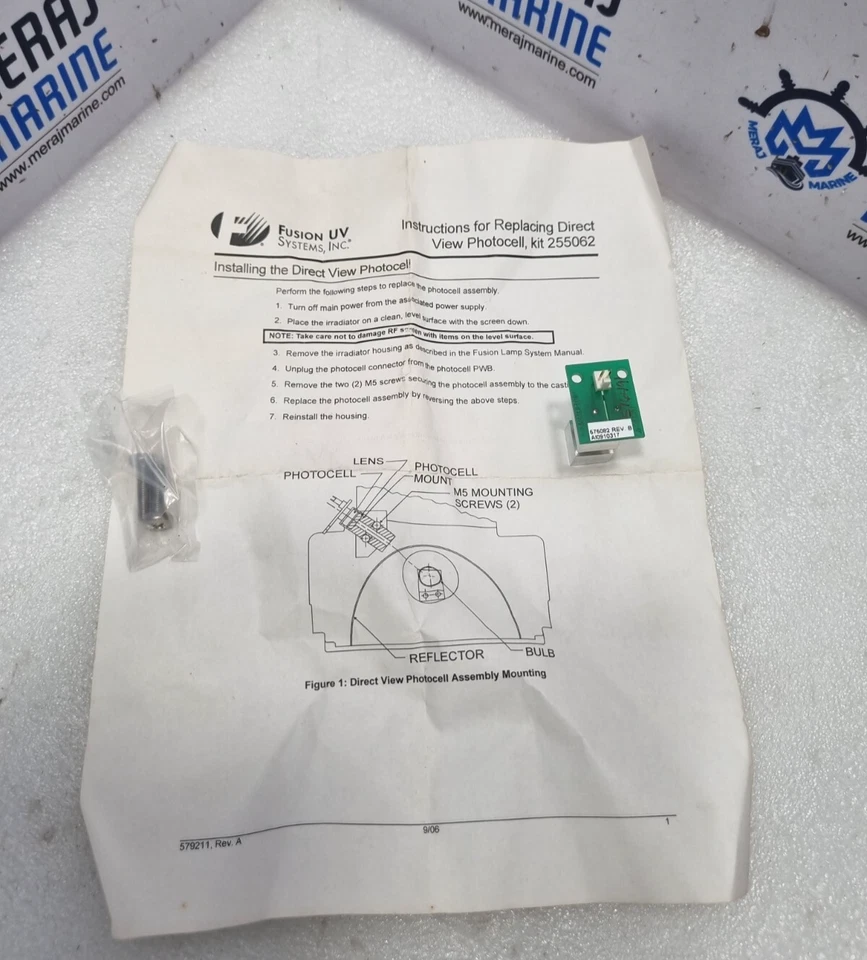 MERAJ
MARINE
www.merajmarine.com
MARINE
www.merajmarine.com
MERAJ
MARINE
FUSION UV
SYSTEMS, INC.
Instructions for Replacing Direct
View Photocell, kit 255062
Installing the Direct View Photocell
Perform the following steps to replace the photocell assembly.
1. Turn off main power from the associated power supply.
2. Place the irradiator on a clean, level surface with the screen down.
NOTE: Take care not to damage RF screen with items on the level surface.
3. Remove the irradiator housing as described in the Fusion Lamp System Manual.
4. Unplug the photocell connector from the photocell PWB.
5. Remove the two (2) M5 screws securing the photocell assembly to the casti
6. Replace the photocell assembly by reversing the above steps.
7. Reinstall the housing.
576082 REV B
LENS
PHOTOCELL
PHOTOCELL
MOUNT
M5 MOUNTING
SCREWS (2)
REFLECTOR
BULB
Figure 1: Direct View Photocell Assembly Mounting
579211, Rev. A
9/06
1